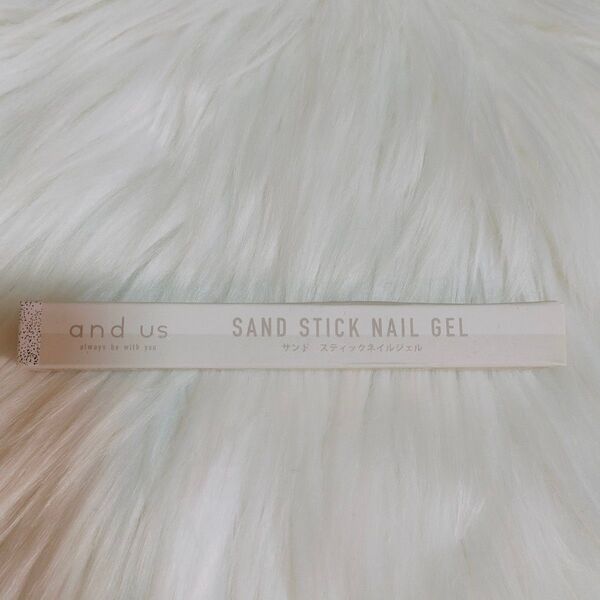 and us
always be with you
SAND STICK NAIL GEL
サンド　スティックネイルジェル